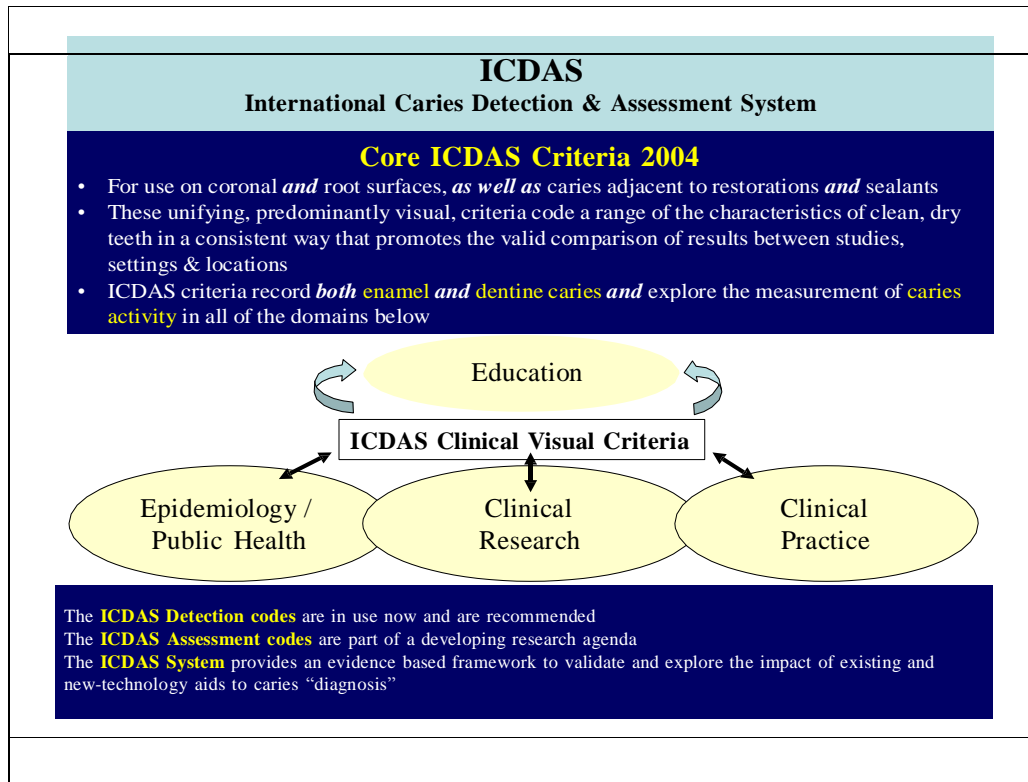 ICDAS
International Caries Detection & Assessment System
Core ICDAS Criteria 2004
• For use on coronal and root surfaces, as well as caries adjacent to restorations and sealants
• These unifying, predominantly visual, criteria code a range of the characteristics of clean, dry
teeth in a consistent way that promotes the valid comparison of results between studies,
settings & locations
• ICDAS criteria record both enamel and dentine caries and explore the measurement of caries
activity in all of the domains below
Education
ICDAS Clinical Visual Criteria
Epidemiology /
Public Health
Clinical
Research
Clinical
Practice
The ICDAS Detection codes are in use now and are recommended
The ICDAS Assessment codes are part of a developing research agenda
The ICDAS System provides an evidence based framework to validate and explore the impact of existing and
new-technology aids to caries “diagnosis”